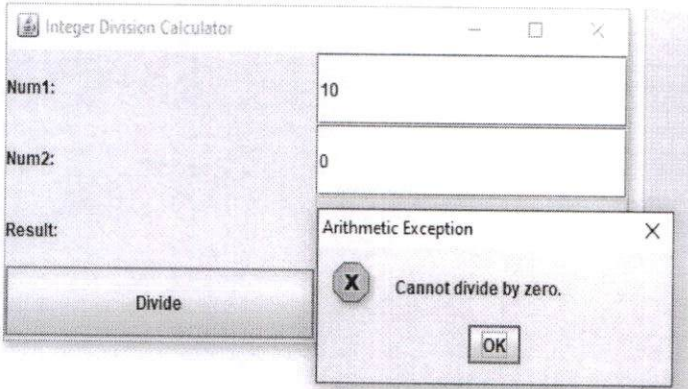 Integer Division Calculator
Num1:
10
Num2:
0
Result:
Divide
Arithmetic Exception
X
Cannot divide by zero.
OK